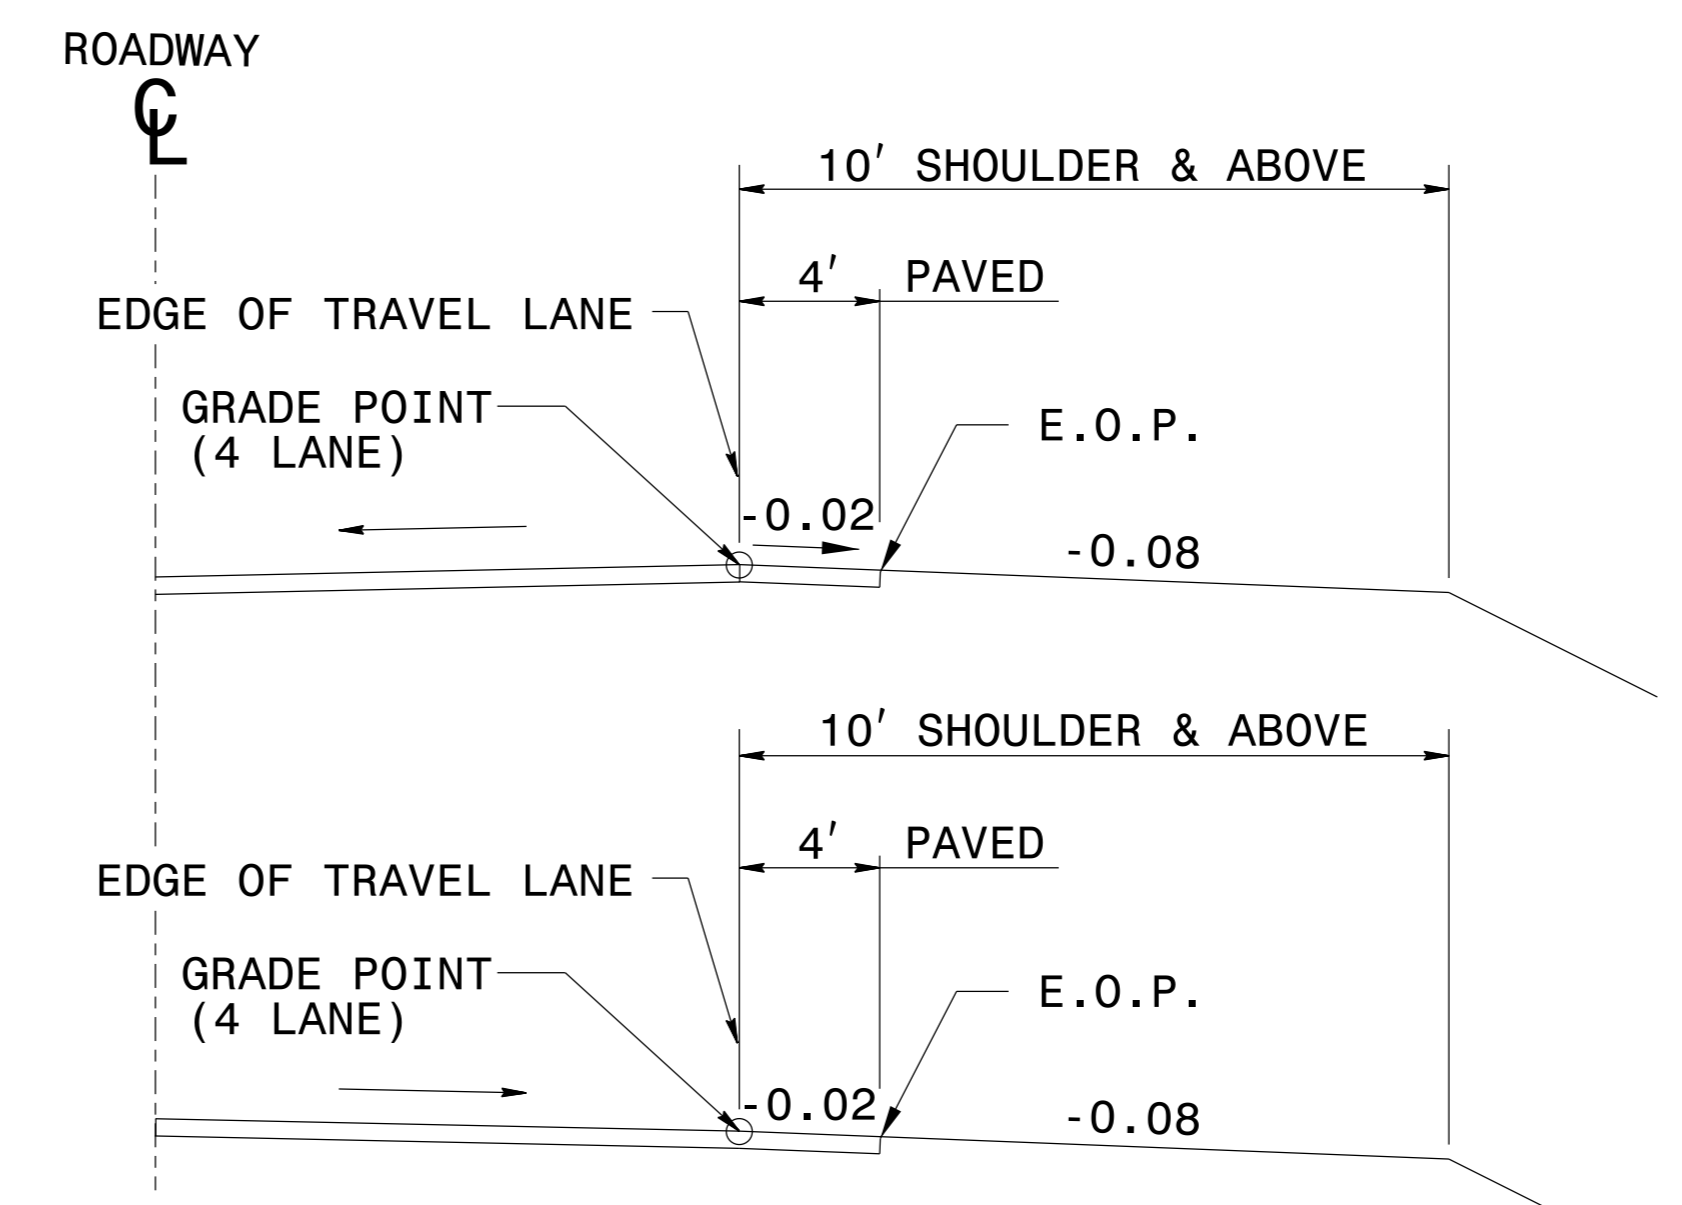 ROADWAY
CL
10' SHOULDER & ABOVE
4' PAVED
EDGE OF TRAVEL LANE
GRADE POINT
(4 LANE)
E.O.P.
-0.02
-0.08
10' SHOULDER & ABOVE
4' PAVED
EDGE OF TRAVEL LANE
GRADE POINT
(4 LANE)
E.O.P.
-0.02
-0.08